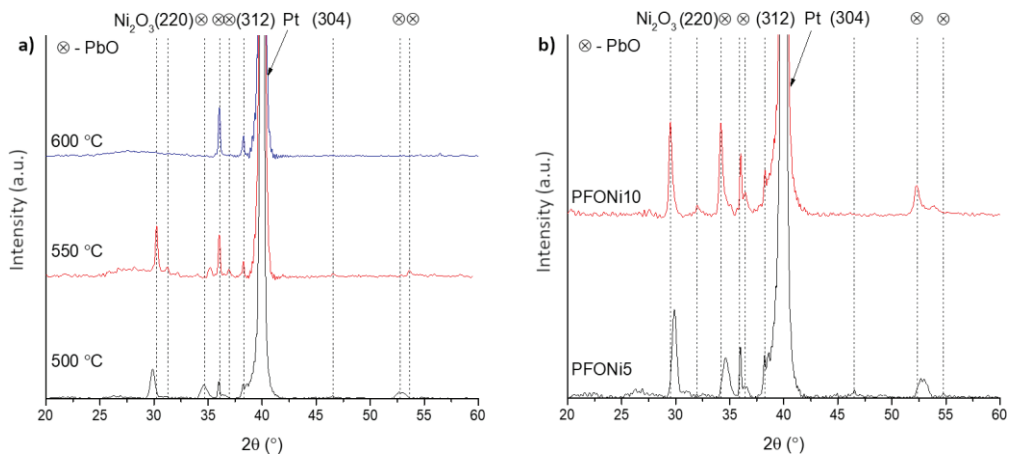 Ni₂O₃(220) ⊗ ⊗⊗(312) Pt (304) ⊗ ⊗
a)
⊗ - PbO
600 °C
550 °C
500 °C
Intensity (a.u.)
20 25 30 35 40 45 50 55 60
2θ (°)
Ni₂O₃ (220) ⊗ ⊗ (312) Pt (304) ⊗ ⊗
b)
⊗ - PbO
PFONi10
PFONi5
Intensity (a.u.)
20 25 30 35 40 45 50 55 60
2θ (°)